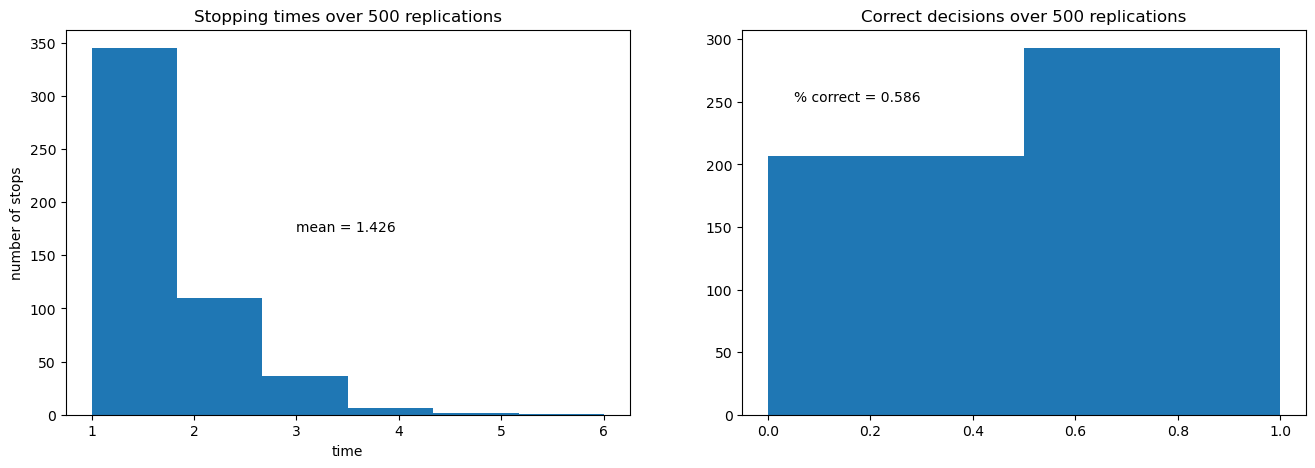 Stopping times over 500 replications
350
300
250
200
150
100
50
0
number of stops
mean = 1.426
1 2 3 4 5 6
time
Correct decisions over 500 replications
300
250
200
150
100
50
0
% correct = 0.586
0.0 0.2 0.4 0.6 0.8 1.0